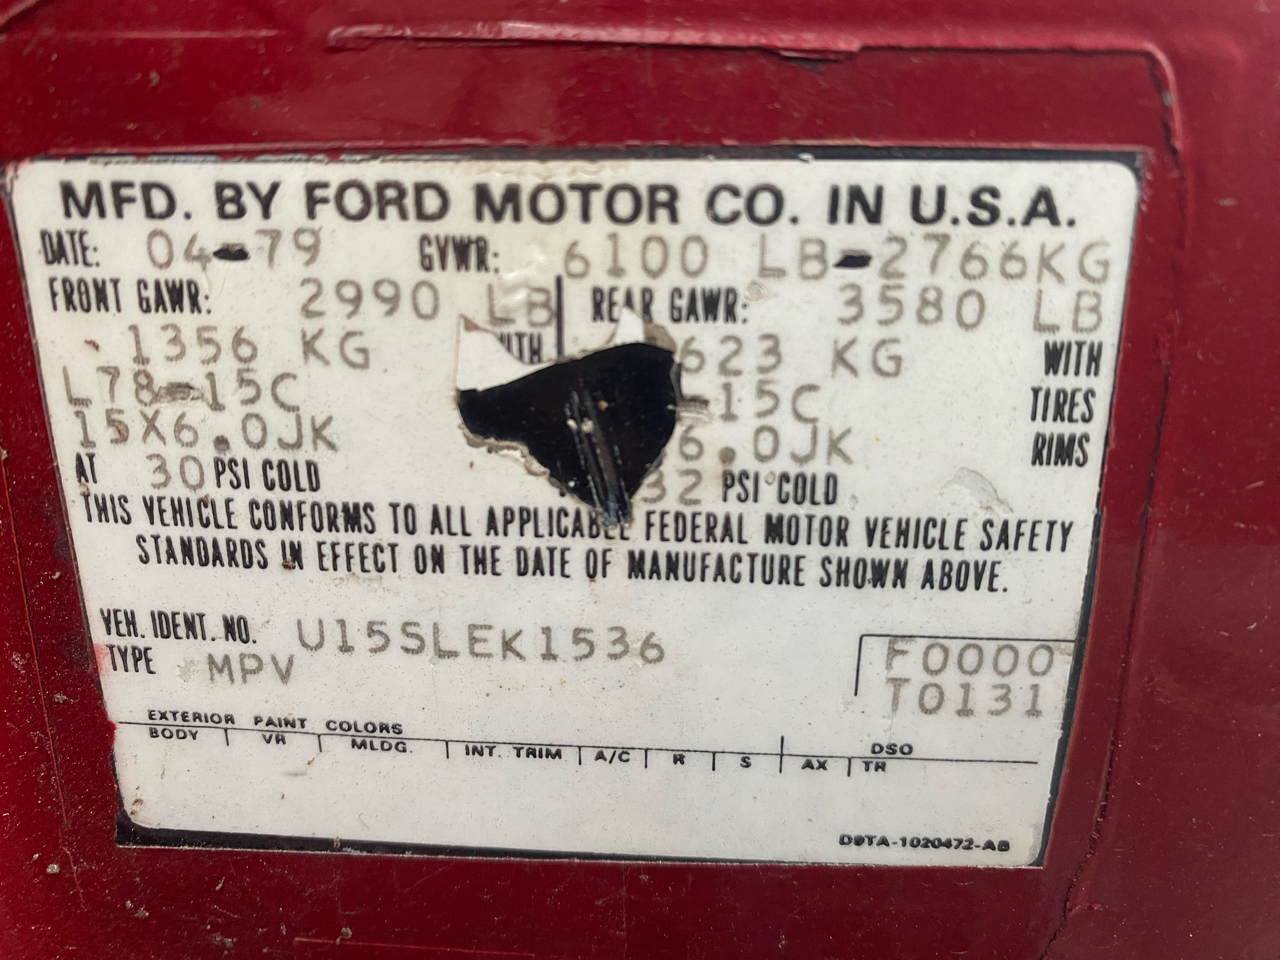 MFD. BY FORD MOTOR CO. IN U.S.A.
DATE: 04-79 GVWR: 6100 LB-2766KG
FRONT GAWR: 2990 LB REAR GAWR: 3580 LB
1356 KG WITH 623 KG WITH
L78-15C -15C TIRES
15X6.0JK 6.0JK RIMS
AT 30 PSI COLD 32 PSI COLD
THIS VEHICLE CONFORMS TO ALL APPLICABLE FEDERAL MOTOR VEHICLE SAFETY
STANDARDS IN EFFECT ON THE DATE OF MANUFACTURE SHOWN ABOVE.
VEH. IDENT. NO. U15SLEK1536
TYPE MPV
F0000
T0131
EXTERIOR PAINT COLORS DSO
BODY VR MLDG. INT. TRIM A/C R S AX TR
D9TA-1020472-AB